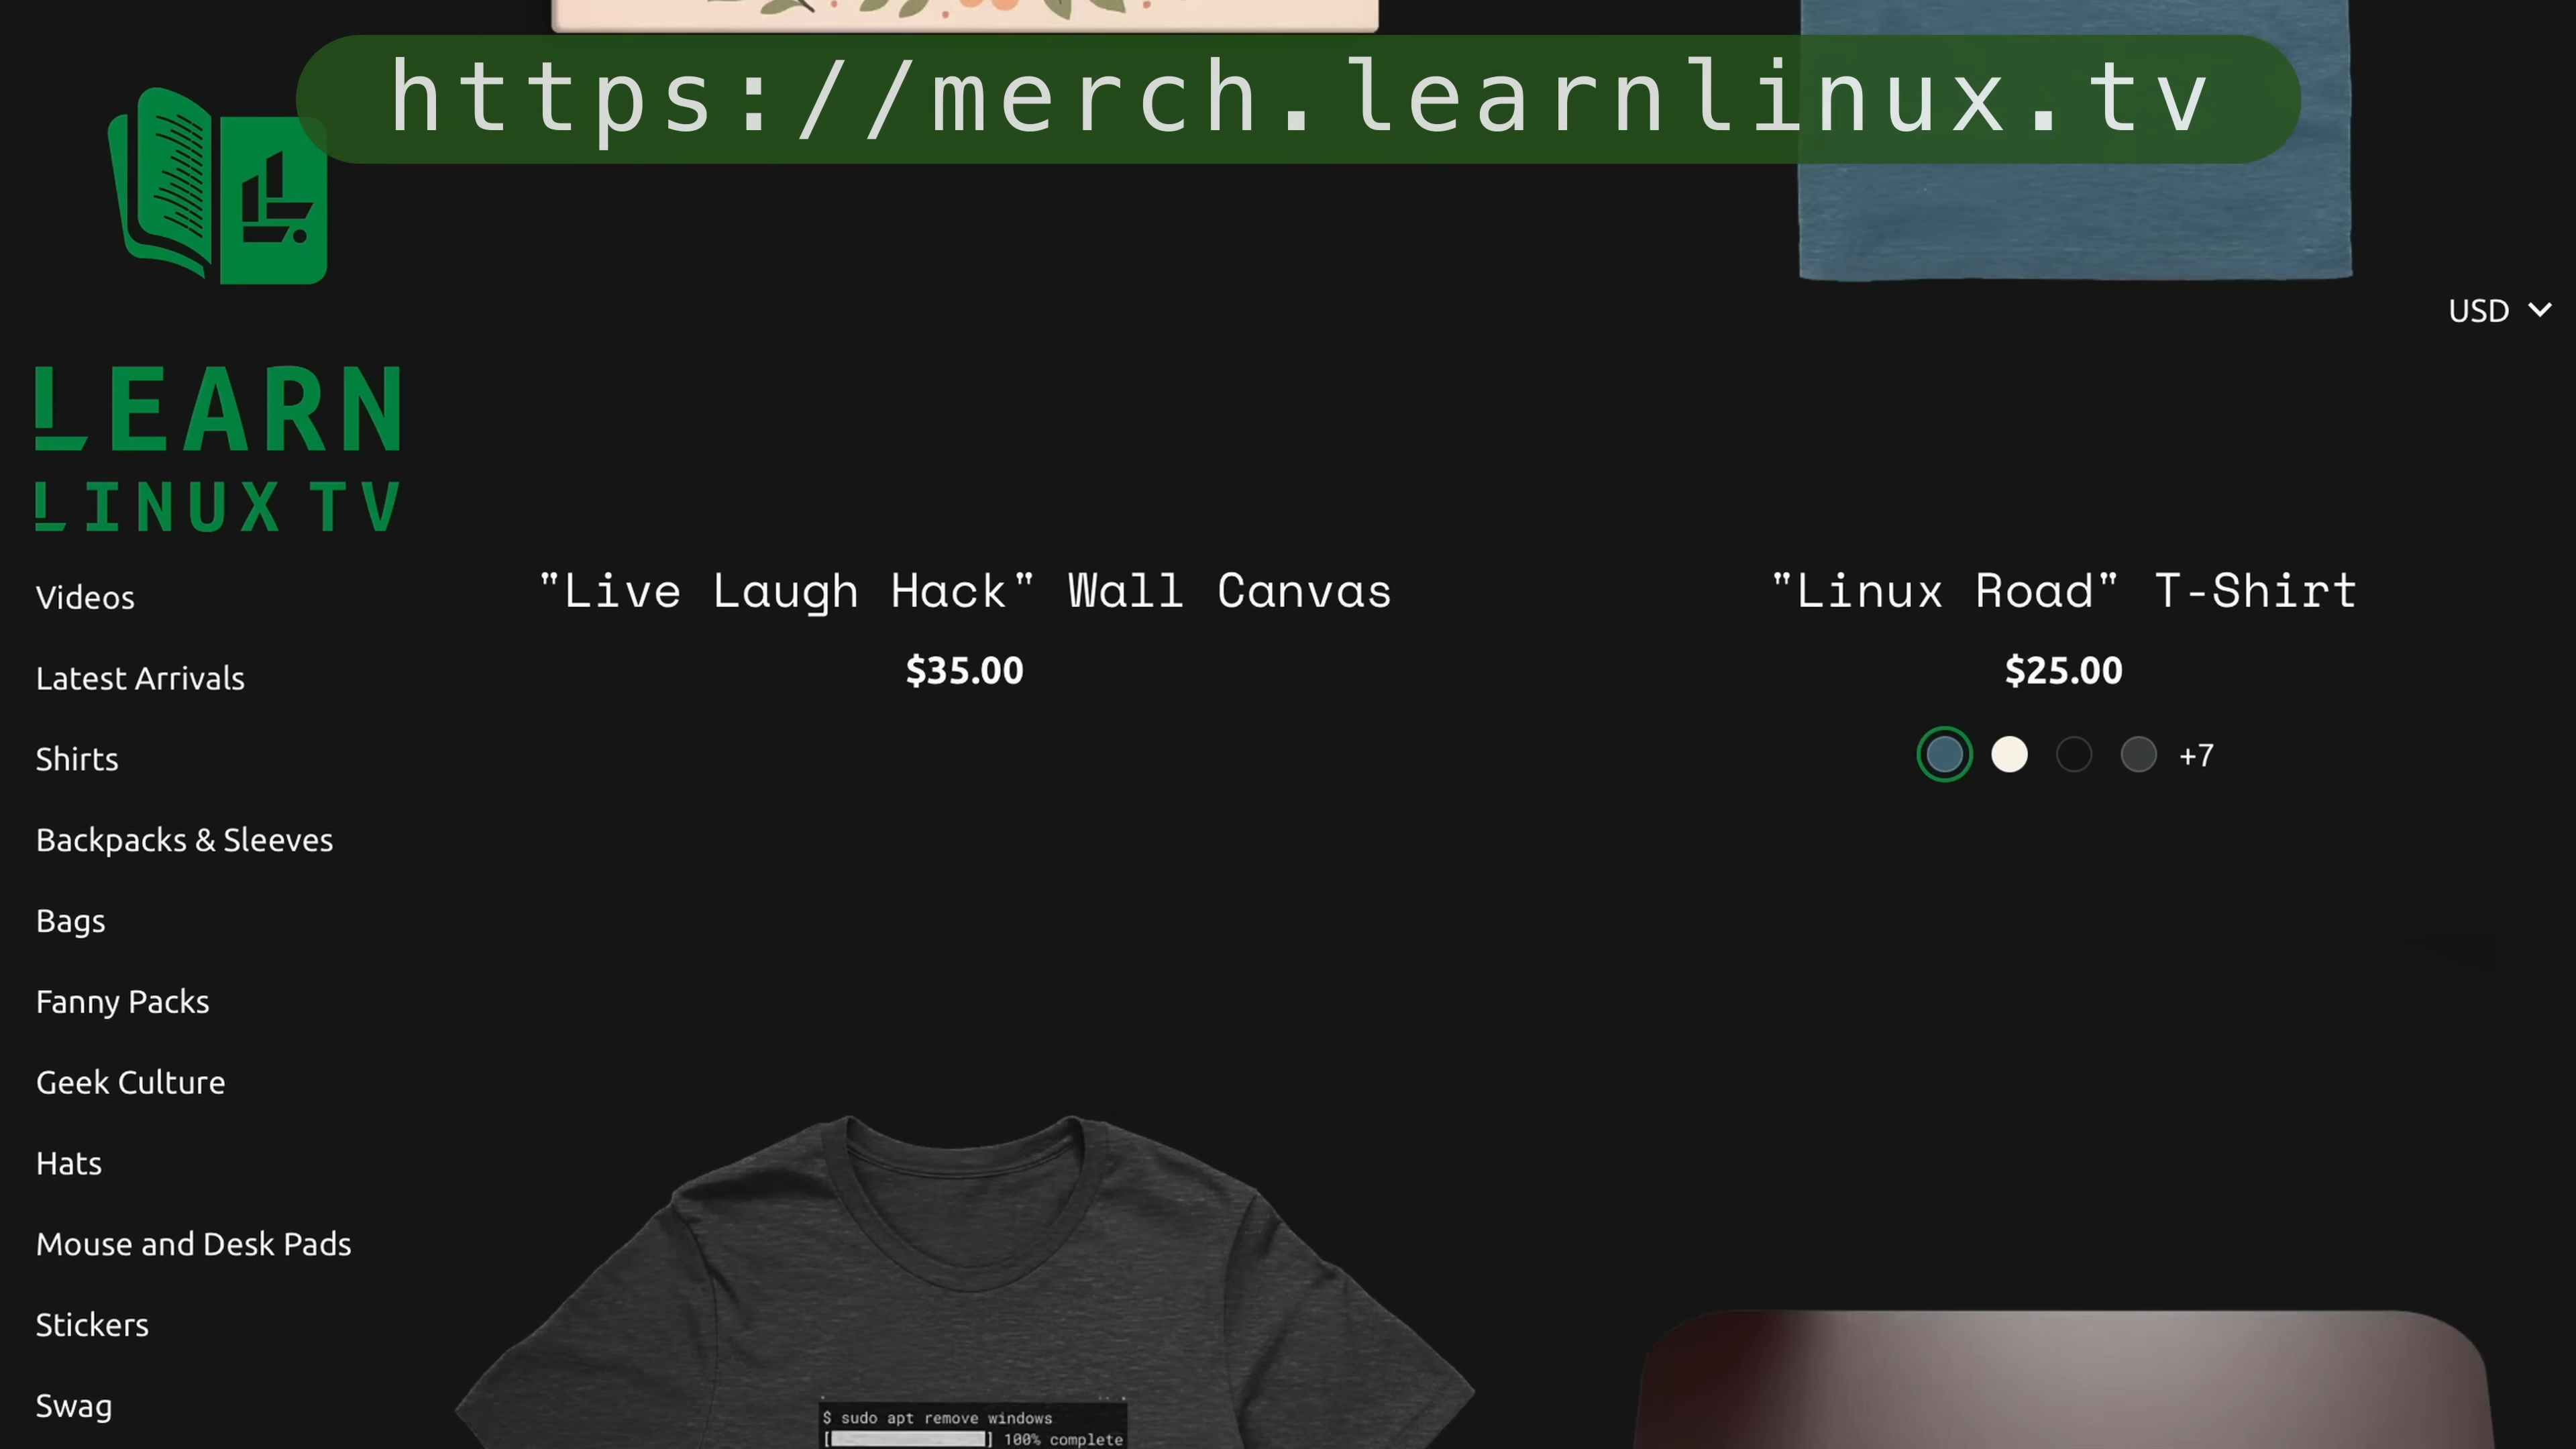 https://merch.learnlinux.tv
USD
LEARN
LINUX TV
Videos
Latest Arrivals
Shirts
Backpacks & Sleeves
Bags
Fanny Packs
Geek Culture
Hats
Mouse and Desk Pads
Stickers
Swag
"Live Laugh Hack" Wall Canvas
$35.00
"Linux Road" T-Shirt
$25.00
+7
$ sudo apt remove windows
[ ] 100% complete